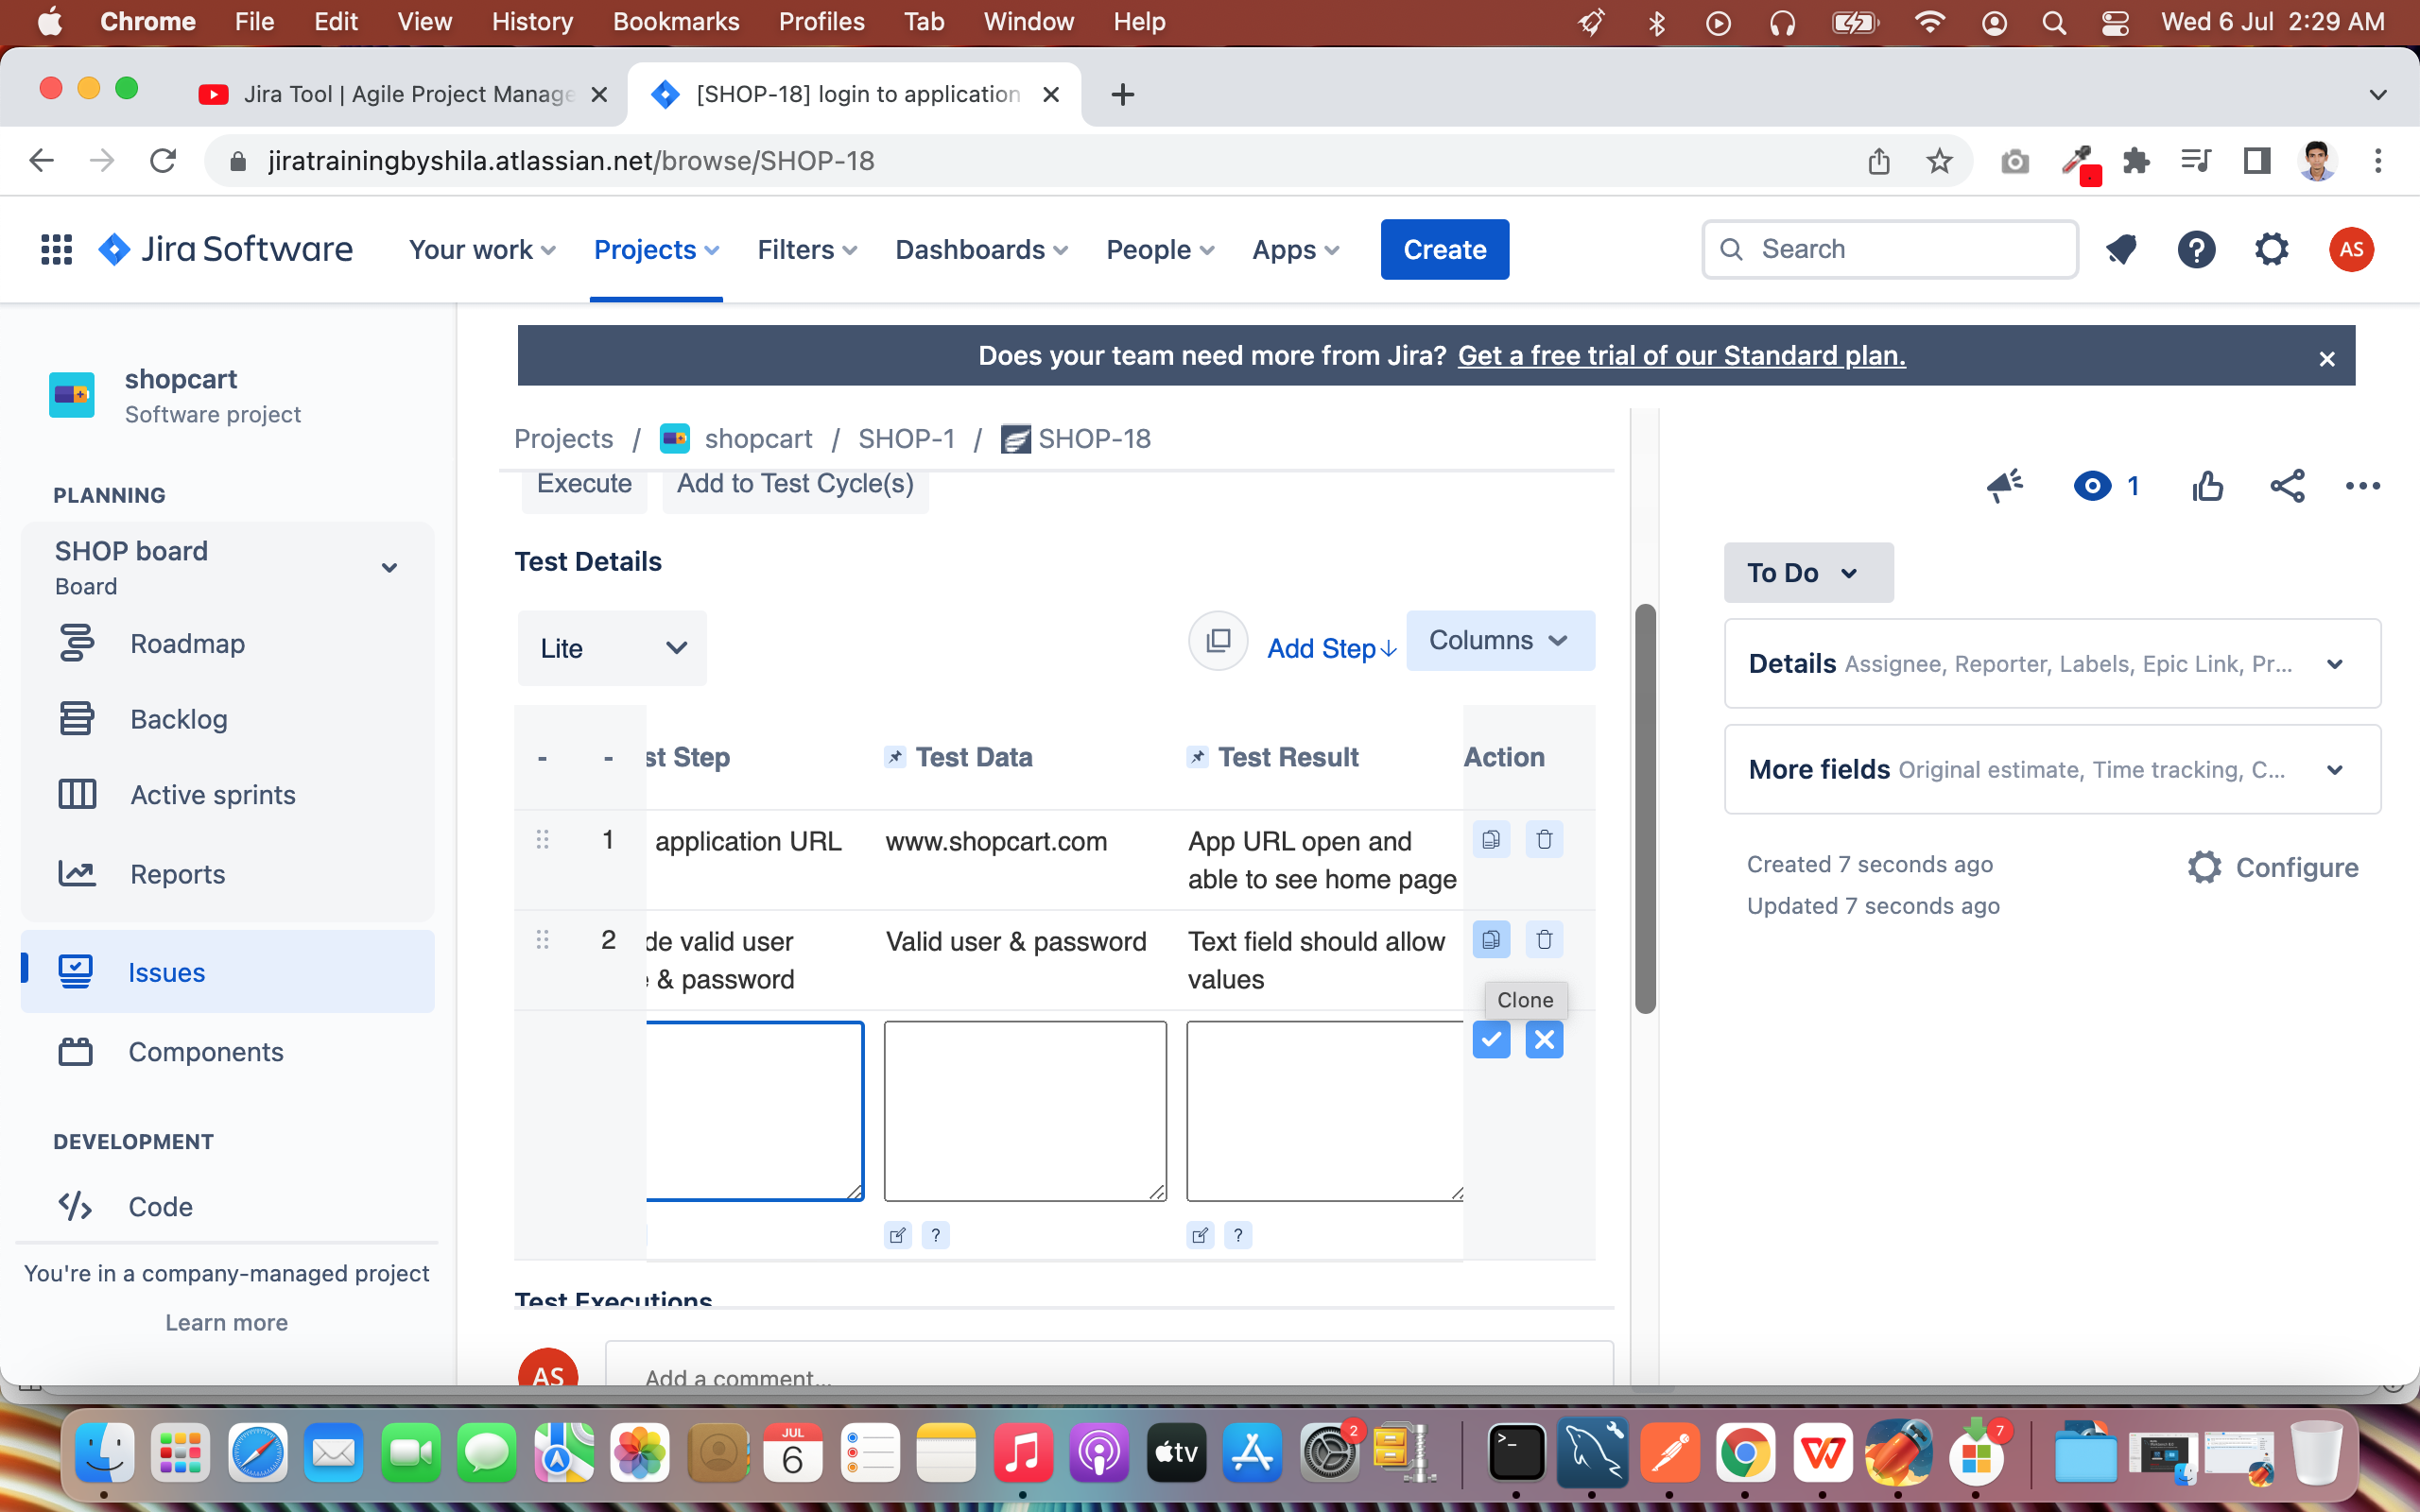 Chrome File Edit View History Bookmarks Profiles Tab Window Help Wed 6 Jul 2:29 AM
Jira Tool | Agile Project Manage [SHOP-18] login to application
jiratrainingbyshila.atlassian.net/browse/SHOP-18
Jira Software Your work Projects Filters Dashboards People Apps Create Search AS
Does your team need more from Jira? Get a free trial of our Standard plan.
shopcart
Software project
PLANNING
SHOP board
Board
Roadmap
Backlog
Active sprints
Reports
Issues
Components
DEVELOPMENT
Code
You're in a company-managed project
Learn more
Projects / shopcart / SHOP-1 / SHOP-18
Execute Add to Test Cycle(s)
Test Details
Lite Add Step Columns
- - st Step Test Data Test Result Action
1 application URL www.shopcart.com App URL open and
able to see home page
2 de valid user Valid user & password Text field should allow
& password values
Clone
? ?
Test Executions
AS Add a comment...
1
To Do
Details Assignee, Reporter, Labels, Epic Link, Pr...
More fields Original estimate, Time tracking, C...
Created 7 seconds ago Configure
Updated 7 seconds ago
JUL
6
tv
2
7